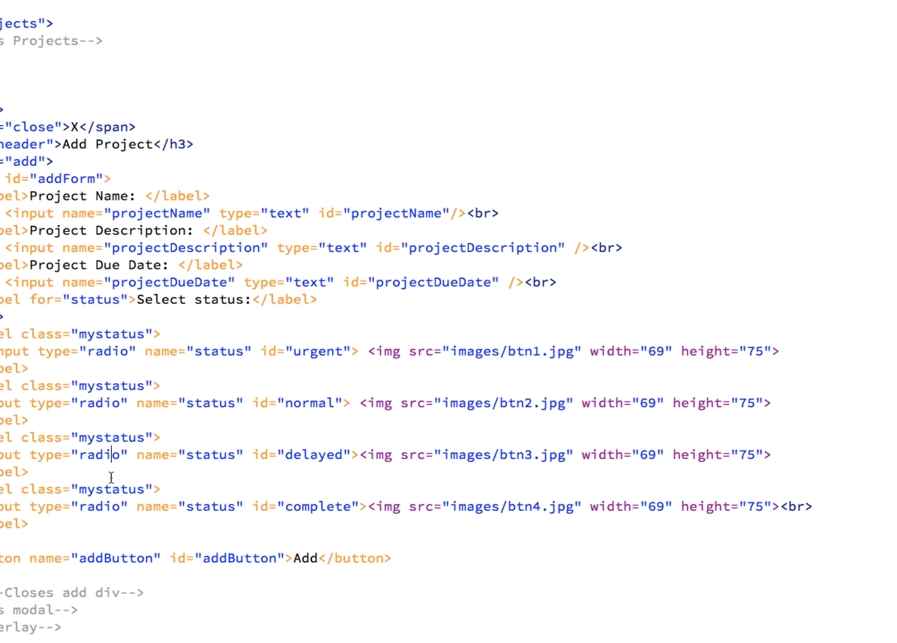 jects">
s Projects-->
>
="close">X</span>
header">Add Project</h3>
="add">
id="addForm">
bel>Project Name: </label>
<input name="projectName" type="text" id="projectName"/><br>
bel>Project Description: </label>
<input name="projectDescription" type="text" id="projectDescription" /><br>
bel>Project Due Date: </label>
<input name="projectDueDate" type="text" id="projectDueDate" /><br>
bel for="status">Select status:</label>
>
el class="mystatus">
nput type="radio" name="status" id="urgent"> <img src="images/btn1.jpg" width="69" height="75">
bel>
el class="mystatus">
put type="radio" name="status" id="normal"> <img src="images/btn2.jpg" width="69" height="75">
bel>
el class="mystatus">
put type="radio" name="status" id="delayed"><img src="images/btn3.jpg" width="69" height="75">
bel>
el class="mystatus">
put type="radio" name="status" id="complete"><img src="images/btn4.jpg" width="69" height="75"><br>
bel>
ton name="addButton" id="addButton">Add</button>
-Closes add div-->
s modal-->
erlay-->